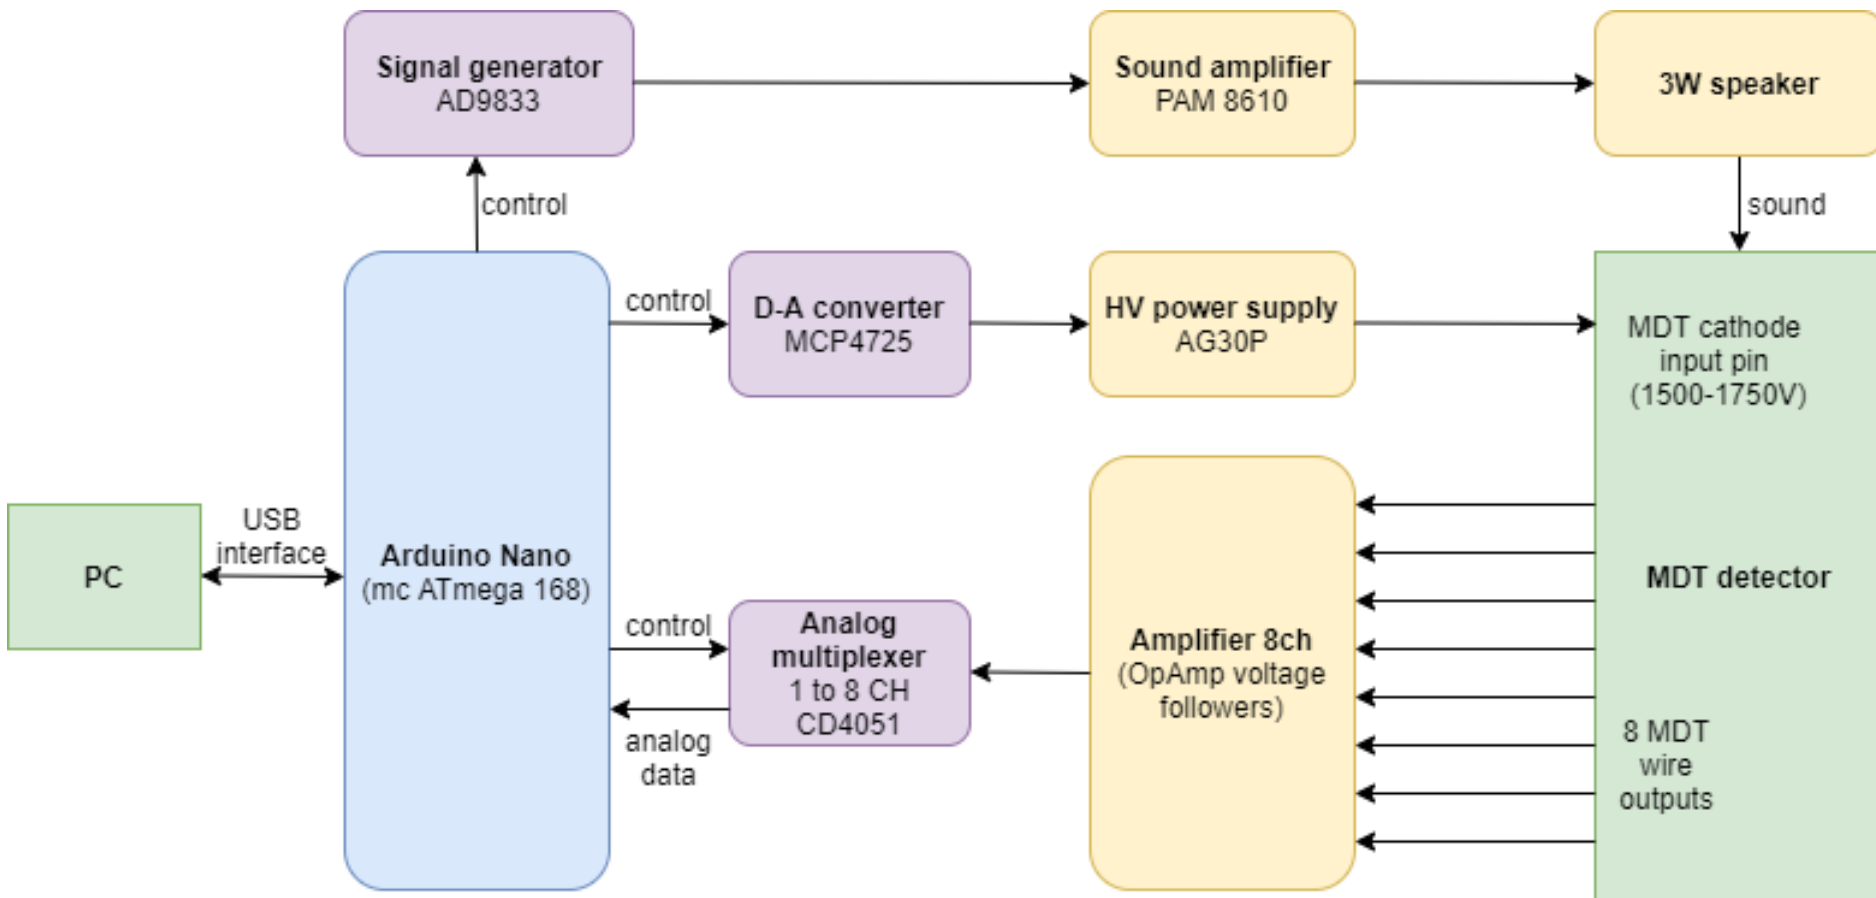 Signal generator
AD9833
Sound amplifier
PAM 8610
3W speaker
control
sound
control
D-A converter
MCP4725
HV power supply
AG30P
MDT cathode
input pin
(1500-1750V)
PC
USB
interface
Arduino Nano
(mc ATmega 168)
control
analog
data
Analog
multiplexer
1 to 8 CH
CD4051
Amplifier 8ch
(OpAmp voltage
followers)
MDT detector
8 MDT
wire
outputs